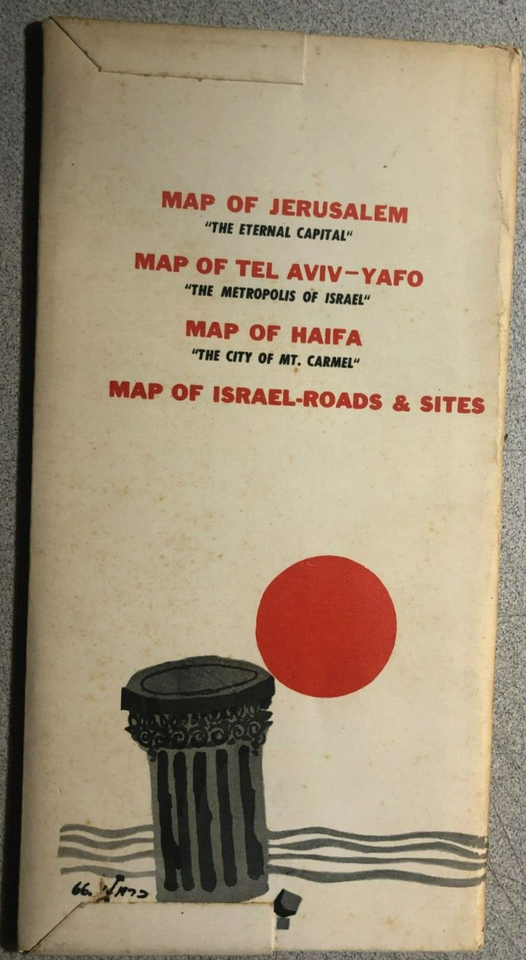 MAP OF JERUSALEM
"THE ETERNAL CAPITAL"
MAP OF TEL AVIV-YAFO
"THE METROPOLIS OF ISRAEL"
MAP OF HAIFA
"THE CITY OF MT. CARMEL"
MAP OF ISRAEL-ROADS & SITES
66.